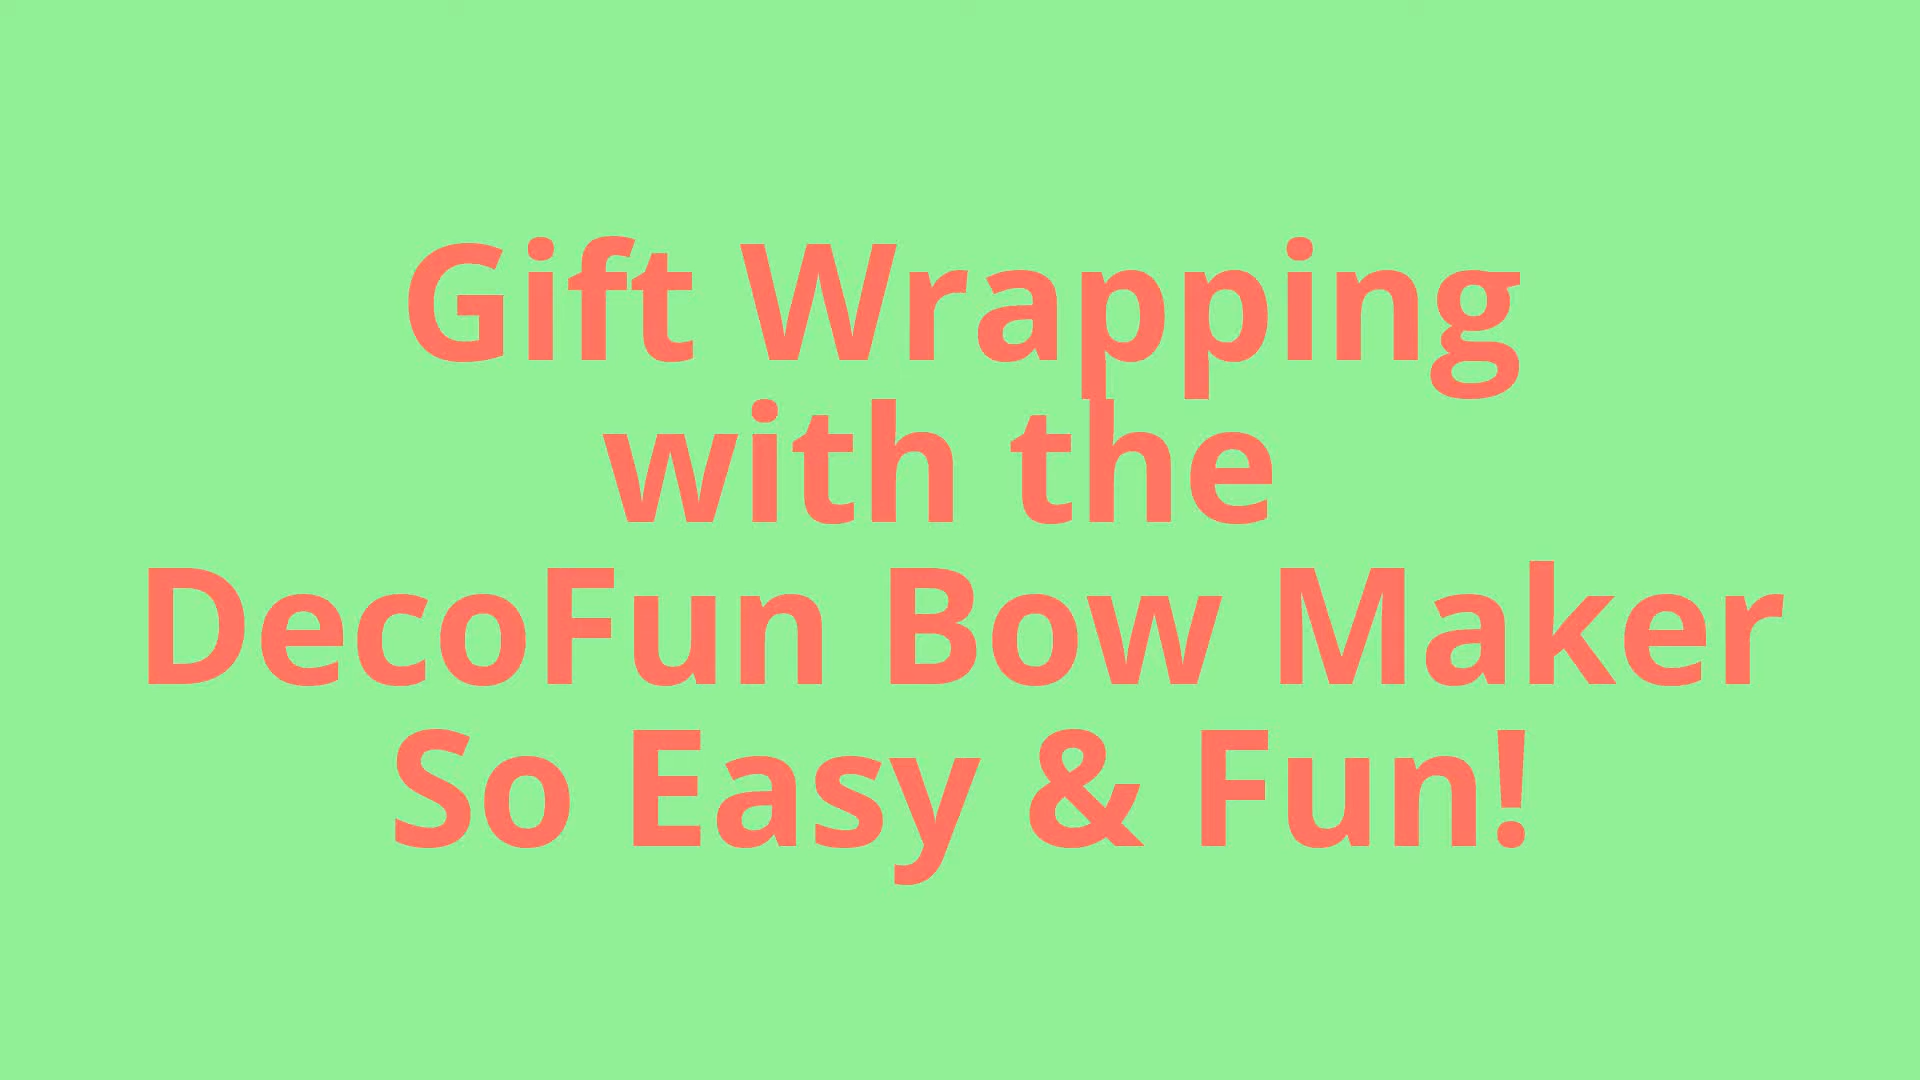 Gift Wrapping
with the
DecoFun Bow Maker
So Easy & Fun!